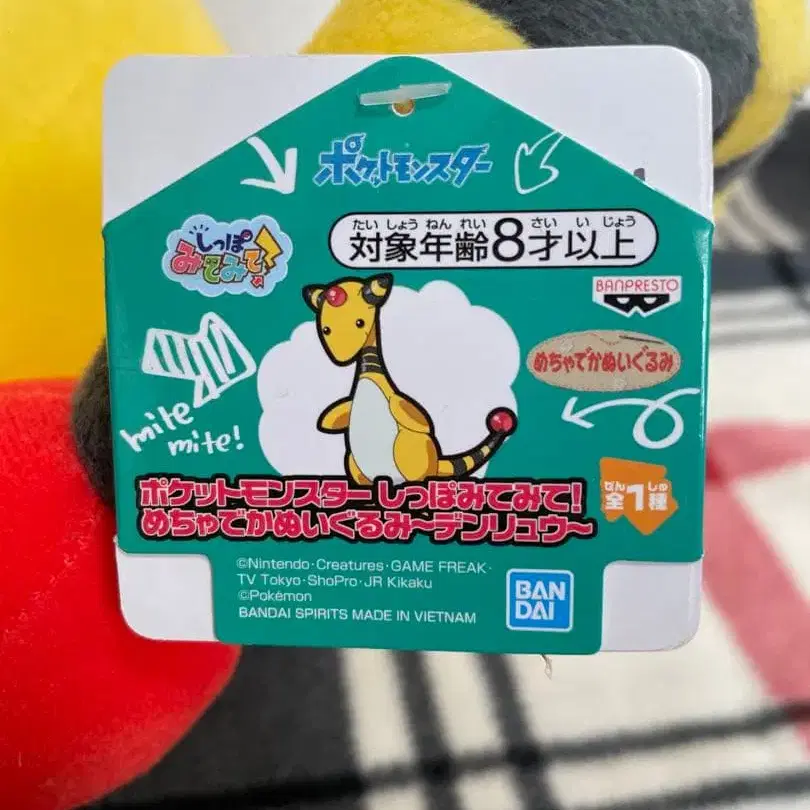 ポケットモンスター
しっぽ
みてみて!
たいしょうねんれい さい い じょう
対象年齢8才以上
BANPRESTO
めちゃでかぬいぐるみ
mite
mite!
ポケットモンスター しっぽみてみて!
めちゃでかぬいぐるみ～デンリュウ～
ぜん しゅ
全1種
©Nintendo・Creatures・GAME FREAK・
TV Tokyo・ShoPro・JR Kikaku
©Pokémon
BANDAI SPIRITS MADE IN VIETNAM
BAN
DAI